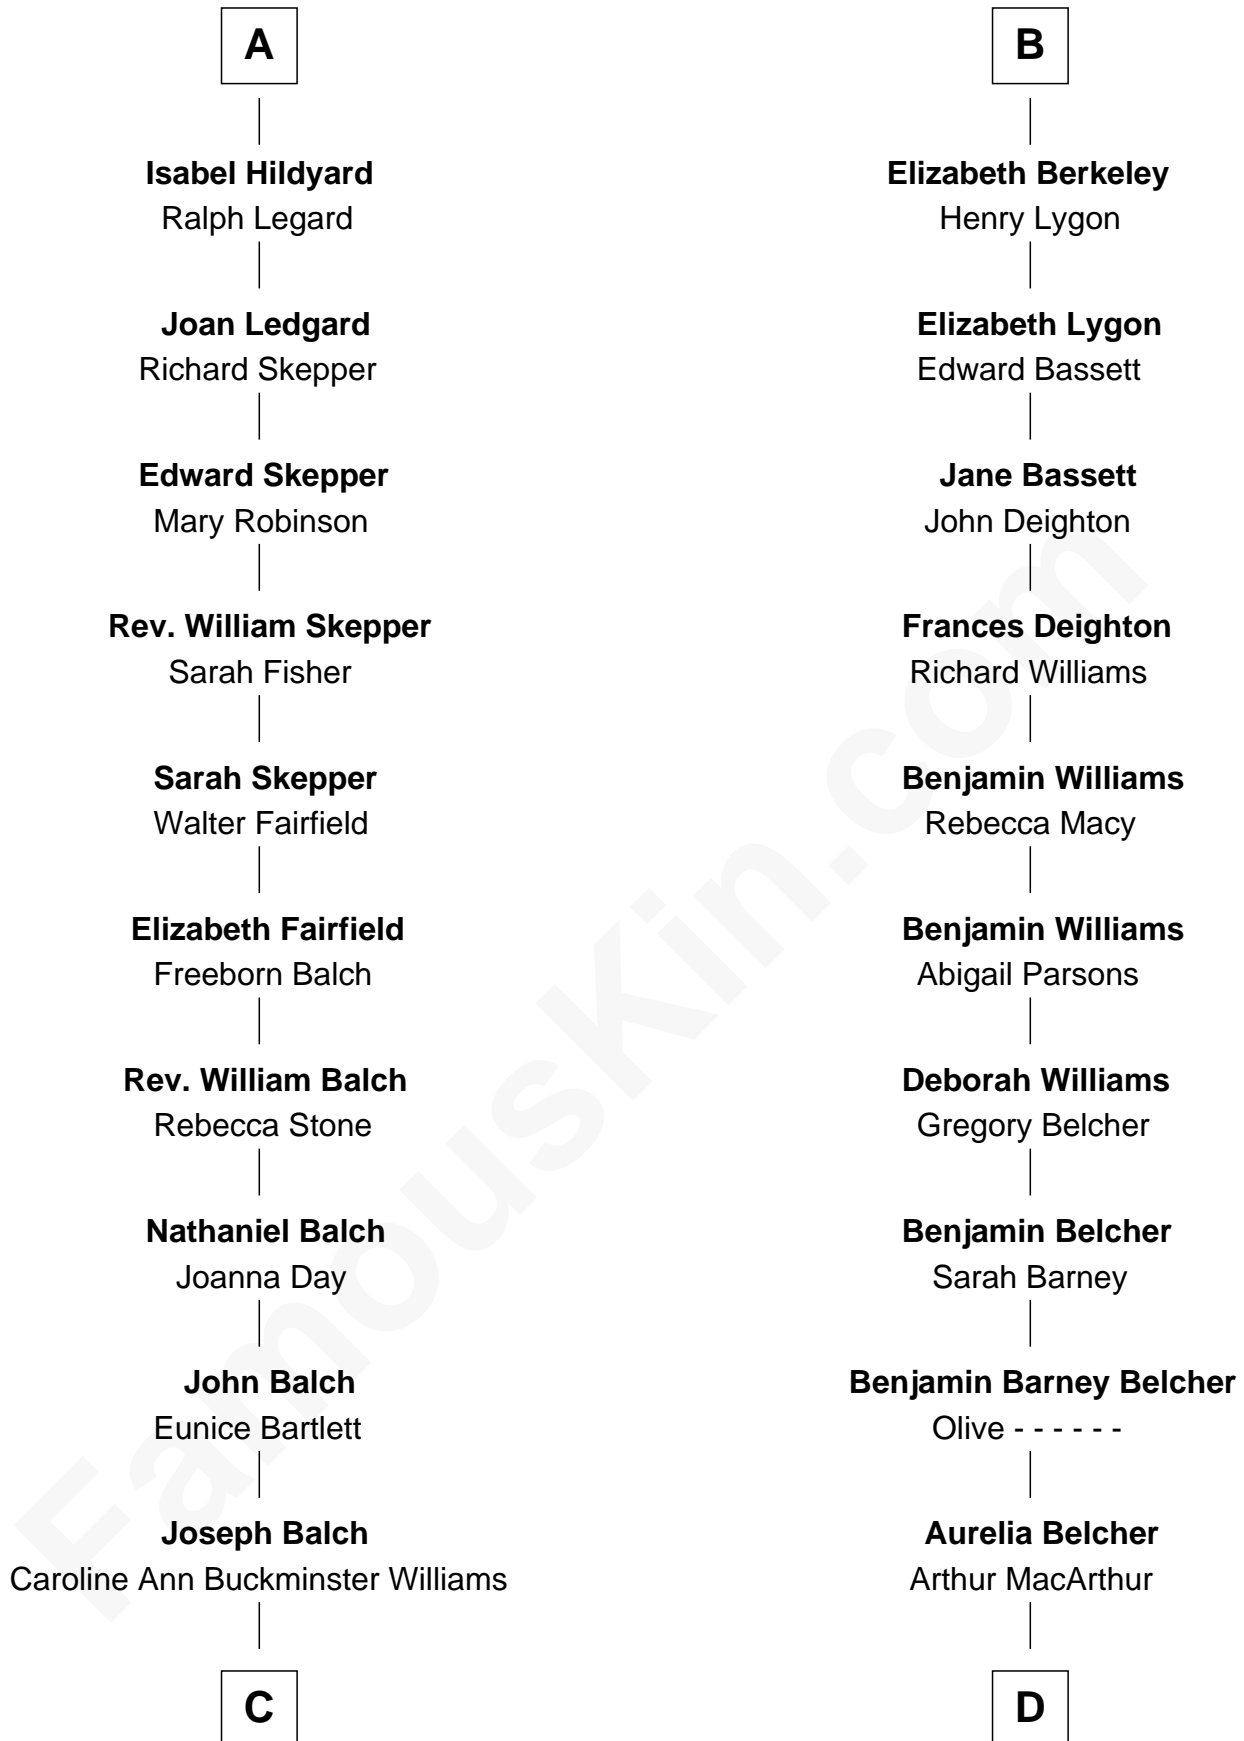 A
Isabel Hildyard
Ralph Legard
Joan Ledgard
Richard Skepper
Edward Skepper
Mary Robinson
Rev. William Skepper
Sarah Fisher
Sarah Skepper
Walter Fairfield
Elizabeth Fairfield
Freeborn Balch
Rev. William Balch
Rebecca Stone
Nathaniel Balch
Joanna Day
John Balch
Eunice Bartlett
Joseph Balch
Caroline Ann Buckminster Williams
C
B
Elizabeth Berkeley
Henry Lygon
Elizabeth Lygon
Edward Bassett
Jane Bassett
John Deighton
Frances Deighton
Richard Williams
Benjamin Williams
Rebecca Macy
Benjamin Williams
Abigail Parsons
Deborah Williams
Gregory Belcher
Benjamin Belcher
Sarah Barney
Benjamin Barney Belcher
Olive - - - - - -
Aurelia Belcher
Arthur MacArthur
D
FamousKin.com